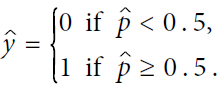 ŷ = {0 if p̂ < 0.5,
1 if p̂ ≥ 0.5.